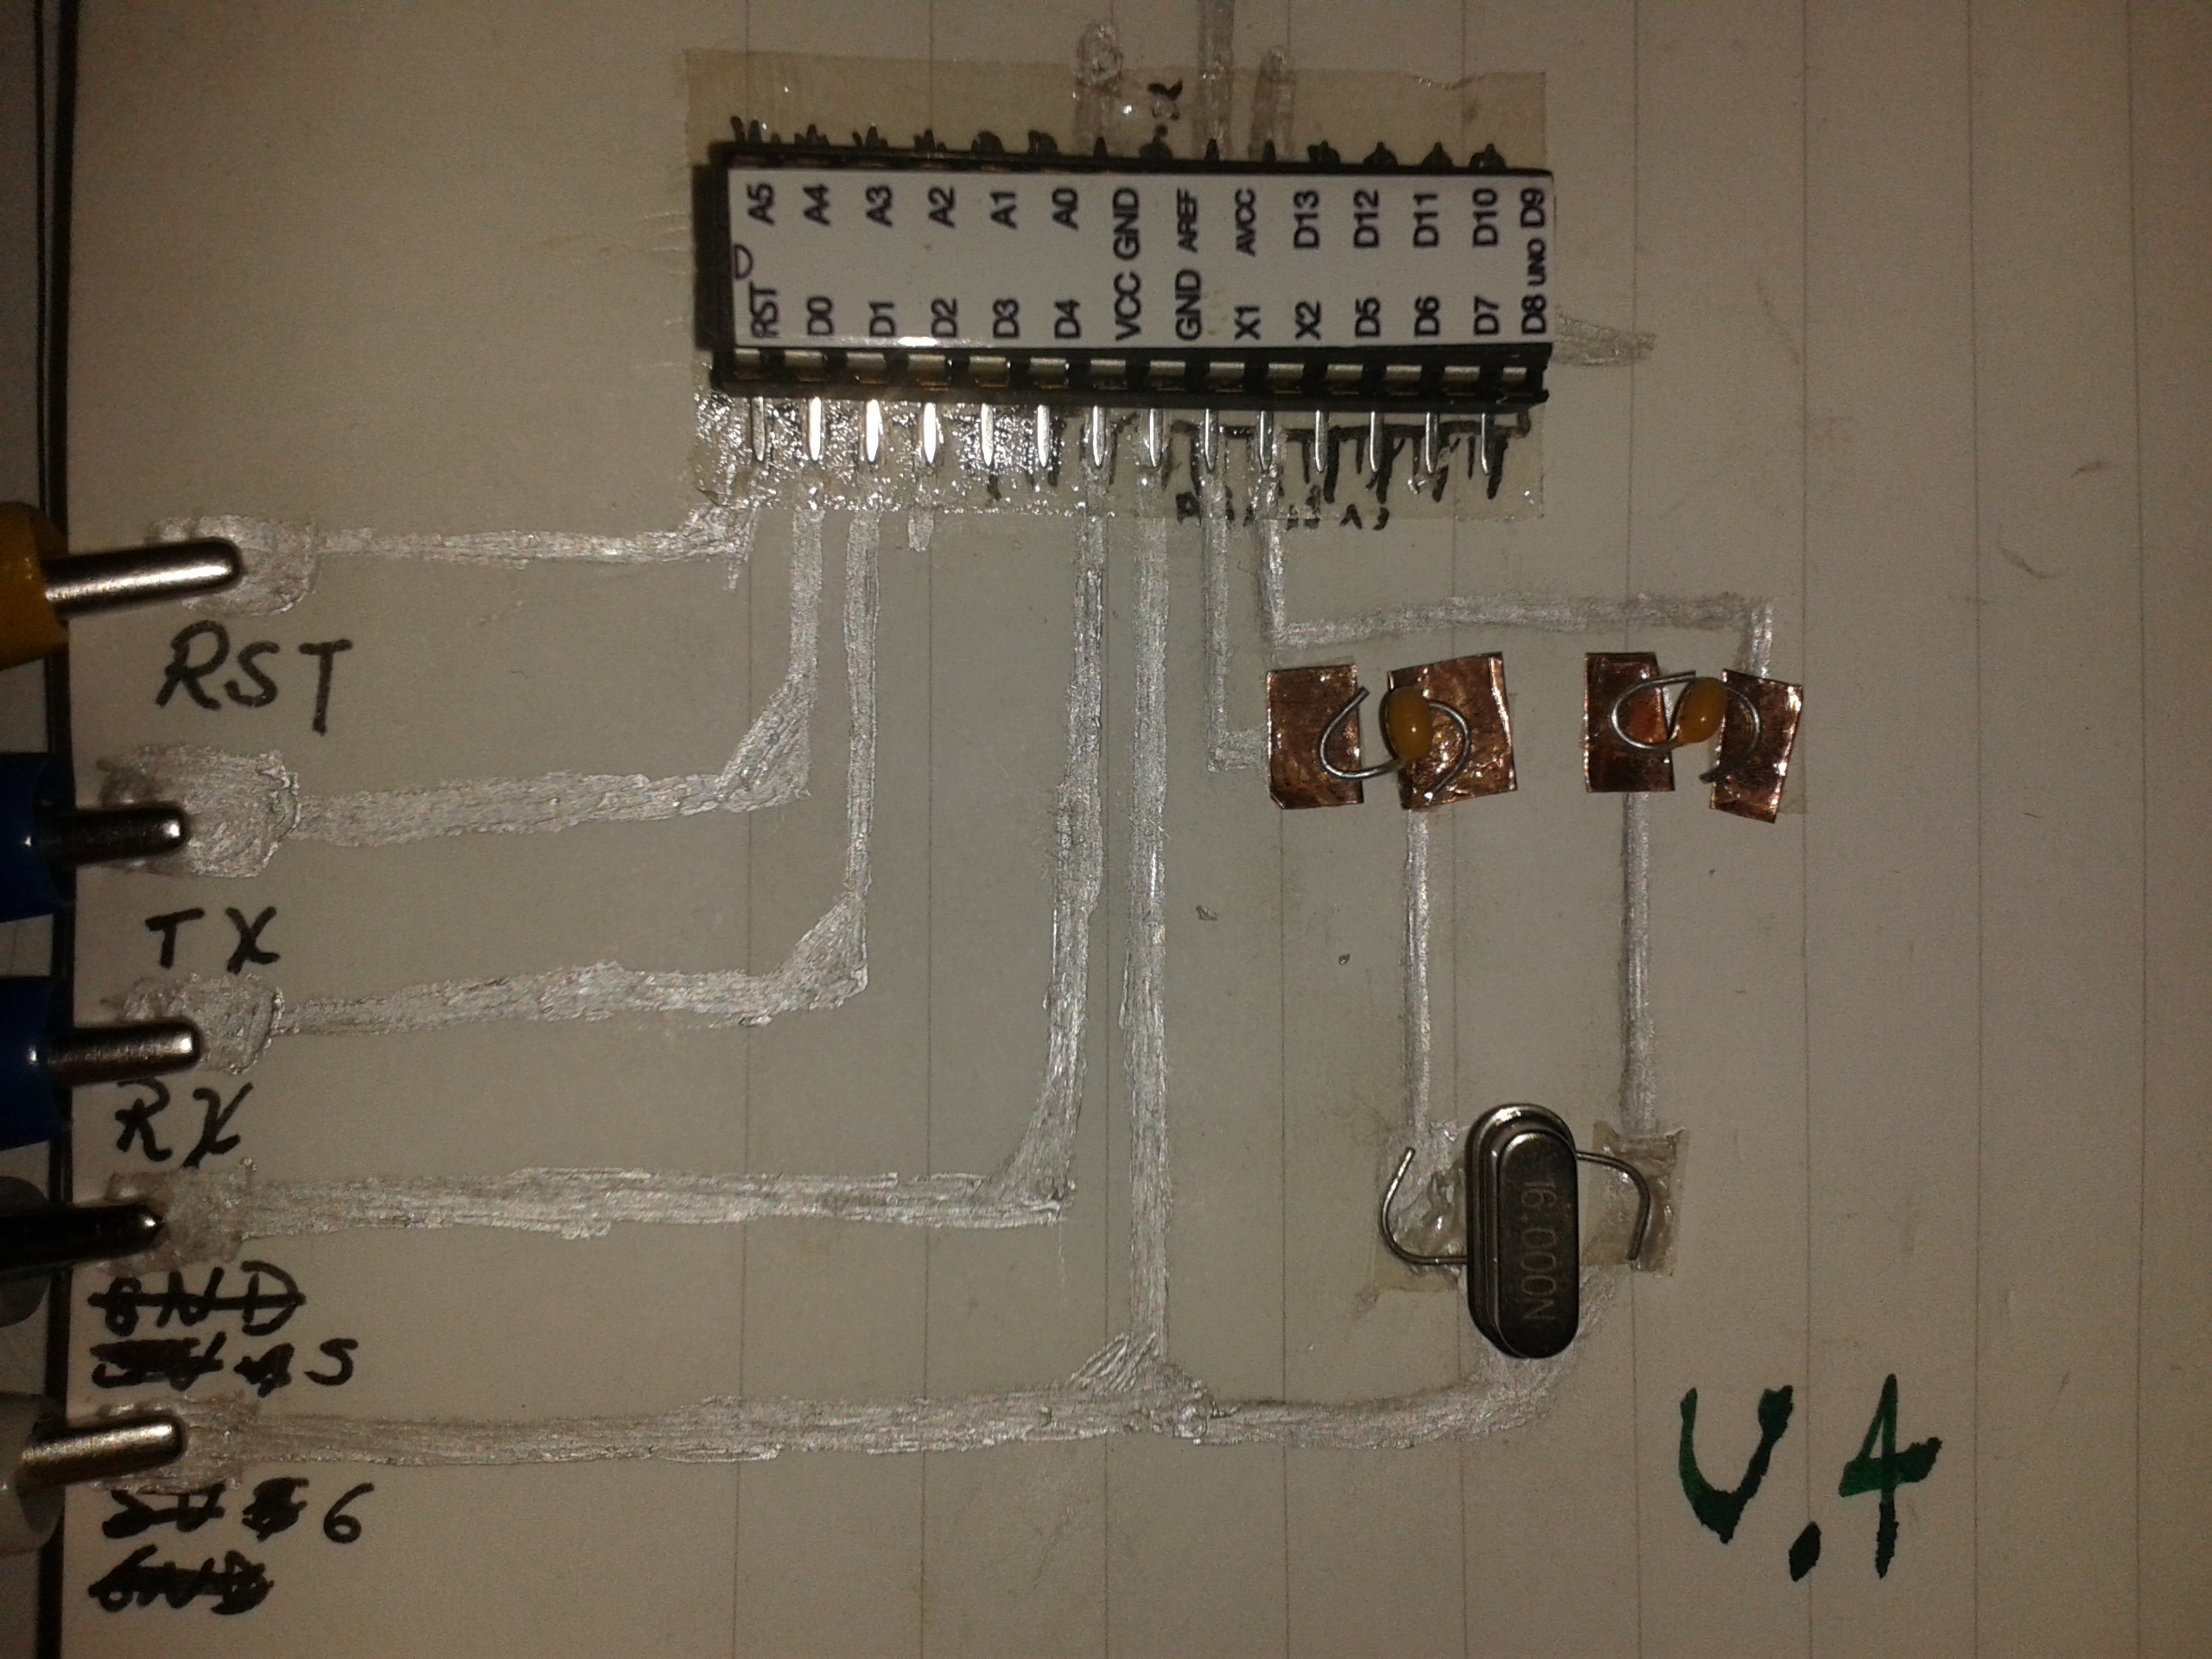 A5 A4 A3 A2 A1 A0 GND AREF AVCC D13 D12 D11 D10 D9
RST D0 D1 D2 D3 D4 VCC GND X1 X2 D5 D6 D7 D8 UNO
RST
TX
RX
GND
5
16.000N
6
GND
V.4